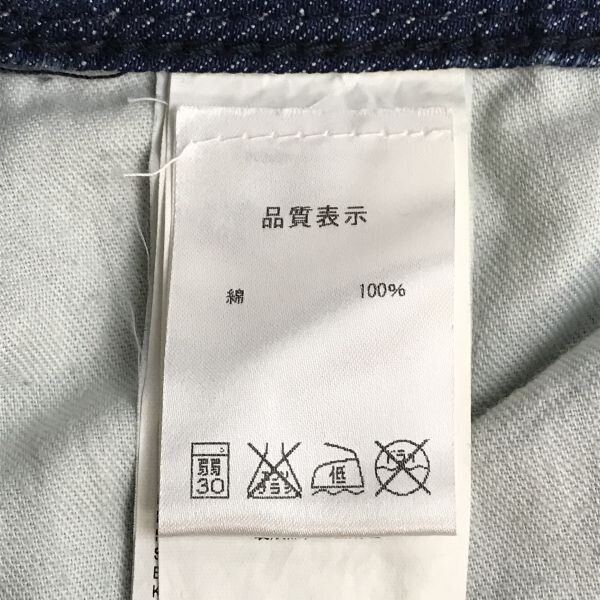 品質表示
綿 100%
弱 30
エンソ サラシ
低
ドライ
S
E
K